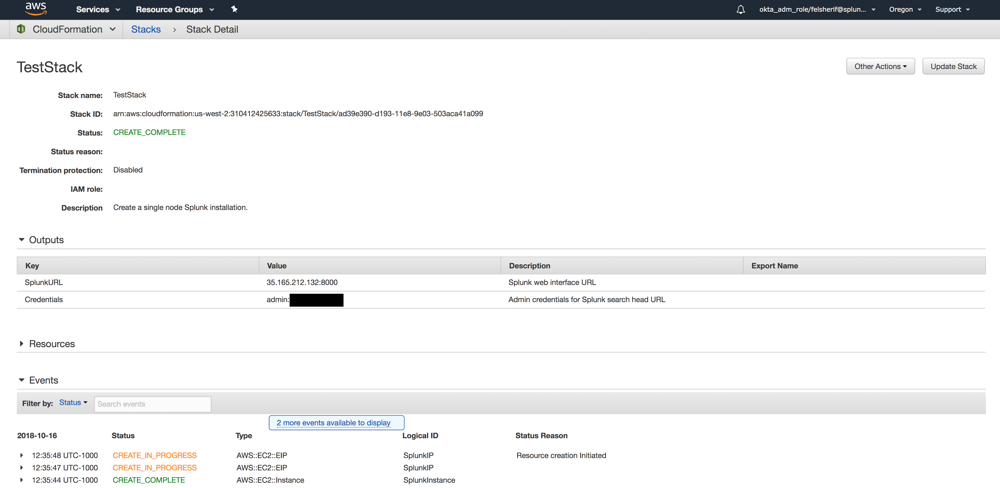 aws Services Resource Groups okta_adm_role/felsherif@splun... Oregon Support
CloudFormation Stacks › Stack Detail
TestStack Other Actions Update Stack
Stack name: TestStack
Stack ID: arn:aws:cloudformation:us-west-2:310412425633:stack/TestStack/ad39e390-d193-11e8-9e03-503aca41a099
Status: CREATE_COMPLETE
Status reason:
Termination protection: Disabled
IAM role:
Description Create a single node Splunk installation.
Outputs
Key Value Description Export Name
SplunkURL 35.165.212.132:8000 Splunk web interface URL
Credentials admin: Admin credentials for Splunk search head URL
Resources
Events
Filter by: Status Search events
2 more events available to display
2018-10-16 Status Type Logical ID Status Reason
12:35:48 UTC-1000 CREATE_IN_PROGRESS AWS::EC2::EIP SplunkIP Resource creation Initiated
12:35:47 UTC-1000 CREATE_IN_PROGRESS AWS::EC2::EIP SplunkIP
12:35:44 UTC-1000 CREATE_COMPLETE AWS::EC2::Instance SplunkInstance